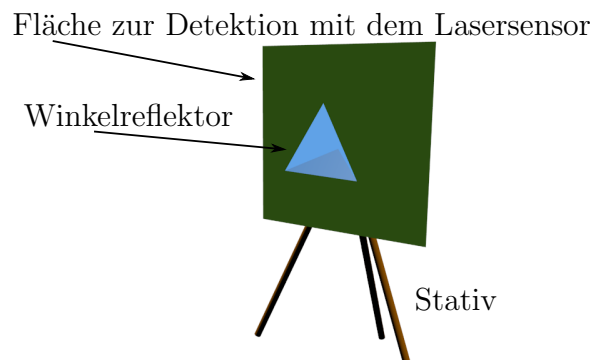 Fläche zur Detektion mit dem Lasersensor
Winkelreflektor
Stativ